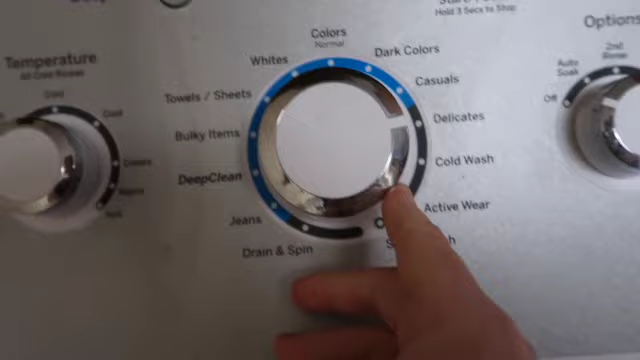 Hold 3 Secs to Stop
Options
Temperature
All Cold Rinses
Colors
Normal
Whites
Dark Colors
Towels / Sheets
Casuals
Bulky Items
Delicates
DeepClean
Cold Wash
Jeans
Active Wear
Drain & Spin
2nd
Rinse
Auto
Soak
Off
Cold
Cool